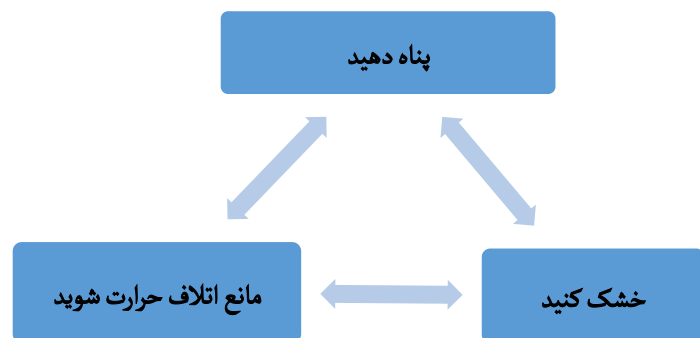 پناه دهید
خشک کنید
مانع اتلاف حرارت شوید